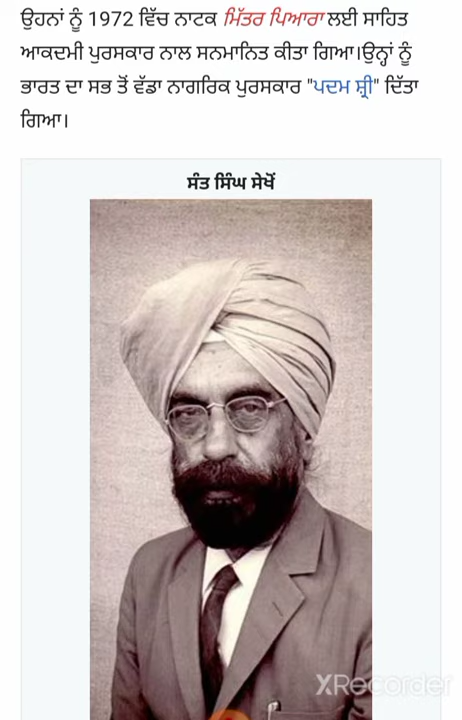 ਉਹਨਾਂ ਨੂੰ 1972 ਵਿੱਚ ਨਾਟਕ ਮਿੱਤਰ ਪਿਆਰਾ ਲਈ ਸਾਹਿਤ
ਆਕਦਮੀ ਪੁਰਸਕਾਰ ਨਾਲ ਸਨਮਾਨਿਤ ਕੀਤਾ ਗਿਆ।ਉਨ੍ਹਾਂ ਨੂੰ
ਭਾਰਤ ਦਾ ਸਭ ਤੋਂ ਵੱਡਾ ਨਾਗਰਿਕ ਪੁਰਸਕਾਰ "ਪਦਮ ਸ਼੍ਰੀ" ਦਿੱਤਾ
ਗਿਆ।
ਸੰਤ ਸਿੰਘ ਸੇਖੋਂ
XRecorder